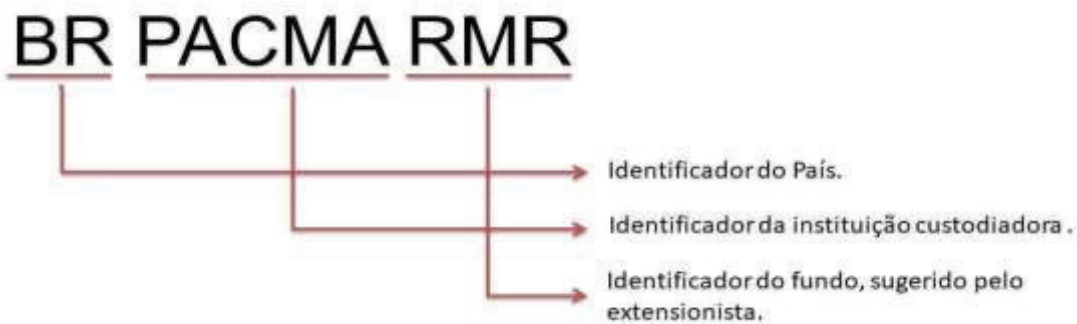 BR PACMA RMR
Identificador do País.
Identificador da instituição custodiadora .
Identificador do fundo, sugerido pelo
extensionista.